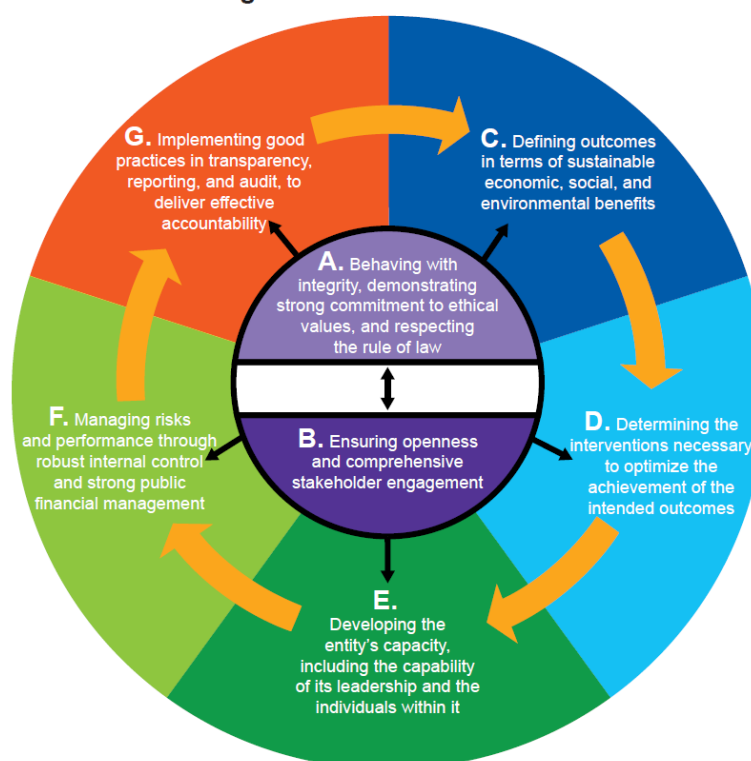 G. Implementing good
practices in transparency,
reporting, and audit, to
deliver effective
accountability
C. Defining outcomes
in terms of sustainable
economic, social, and
environmental benefits
A. Behaving with
integrity, demonstrating
strong commitment to ethical
values, and respecting
the rule of law
B. Ensuring openness
and comprehensive
stakeholder engagement
D. Determining the
interventions necessary
to optimize the
achievement of the
intended outcomes
E.
Developing the
entity's capacity,
including the capability
of its leadership and the
individuals within it
F. Managing risks
and performance through
robust internal control
and strong public
financial management